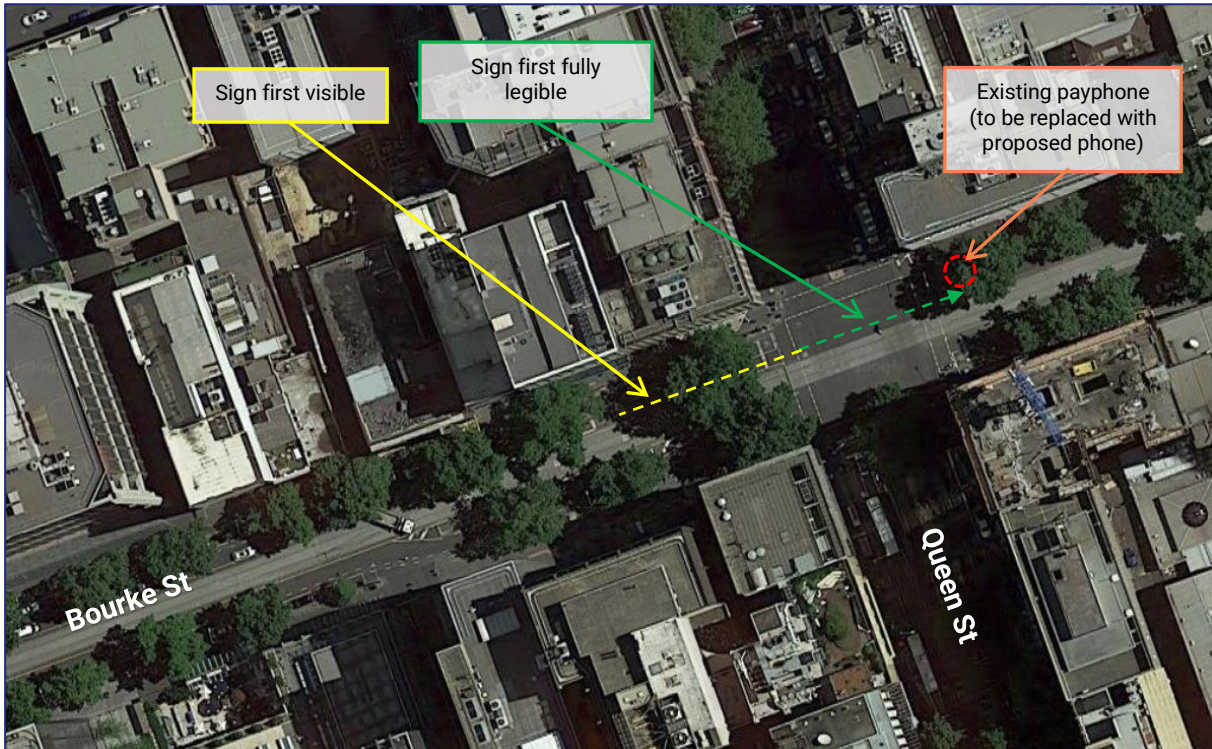 Sign first visible
Sign first fully
legible
Existing payphone
(to be replaced with
proposed phone)
Bourke St
Queen St